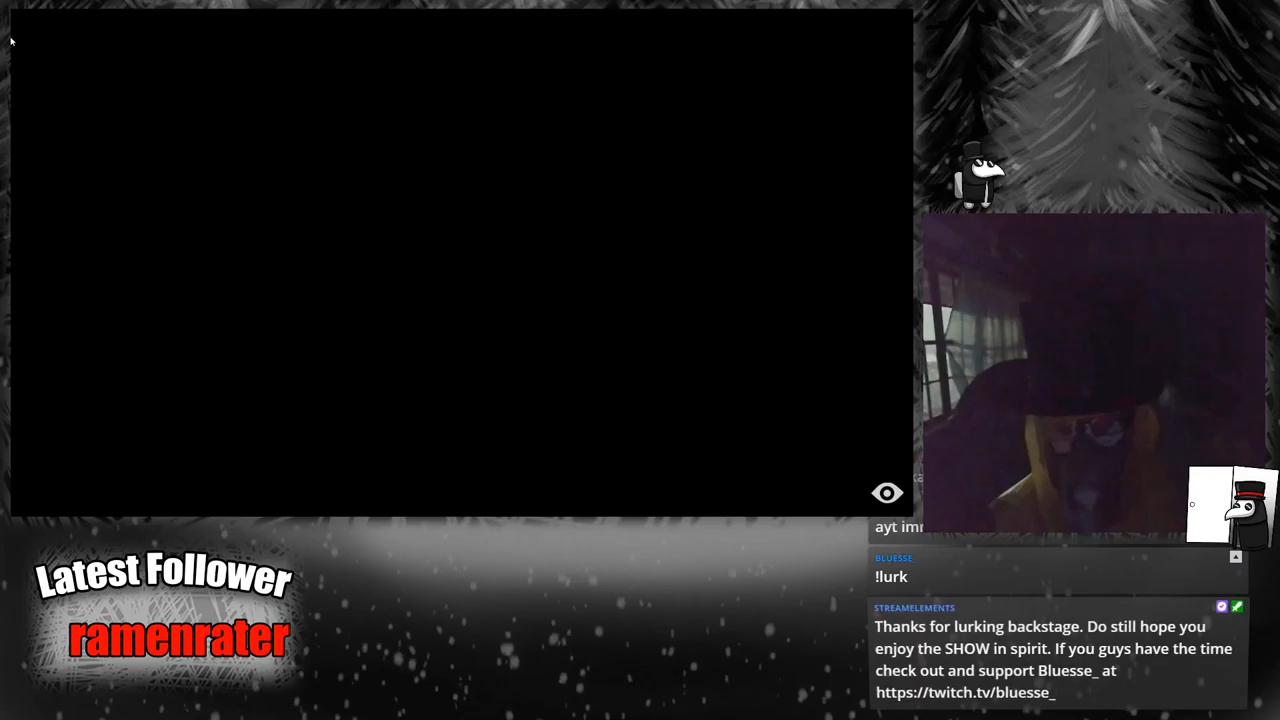 ayt
BLUESSE_
!lurk
STREAMELEMENTS
Thanks for lurking backstage. Do still hope you
enjoy the SHOW in spirit. If you guys have the time
check out and support Bluesse_ at
https://twitch.tv/bluesse_
Latest Follower
ramenrater